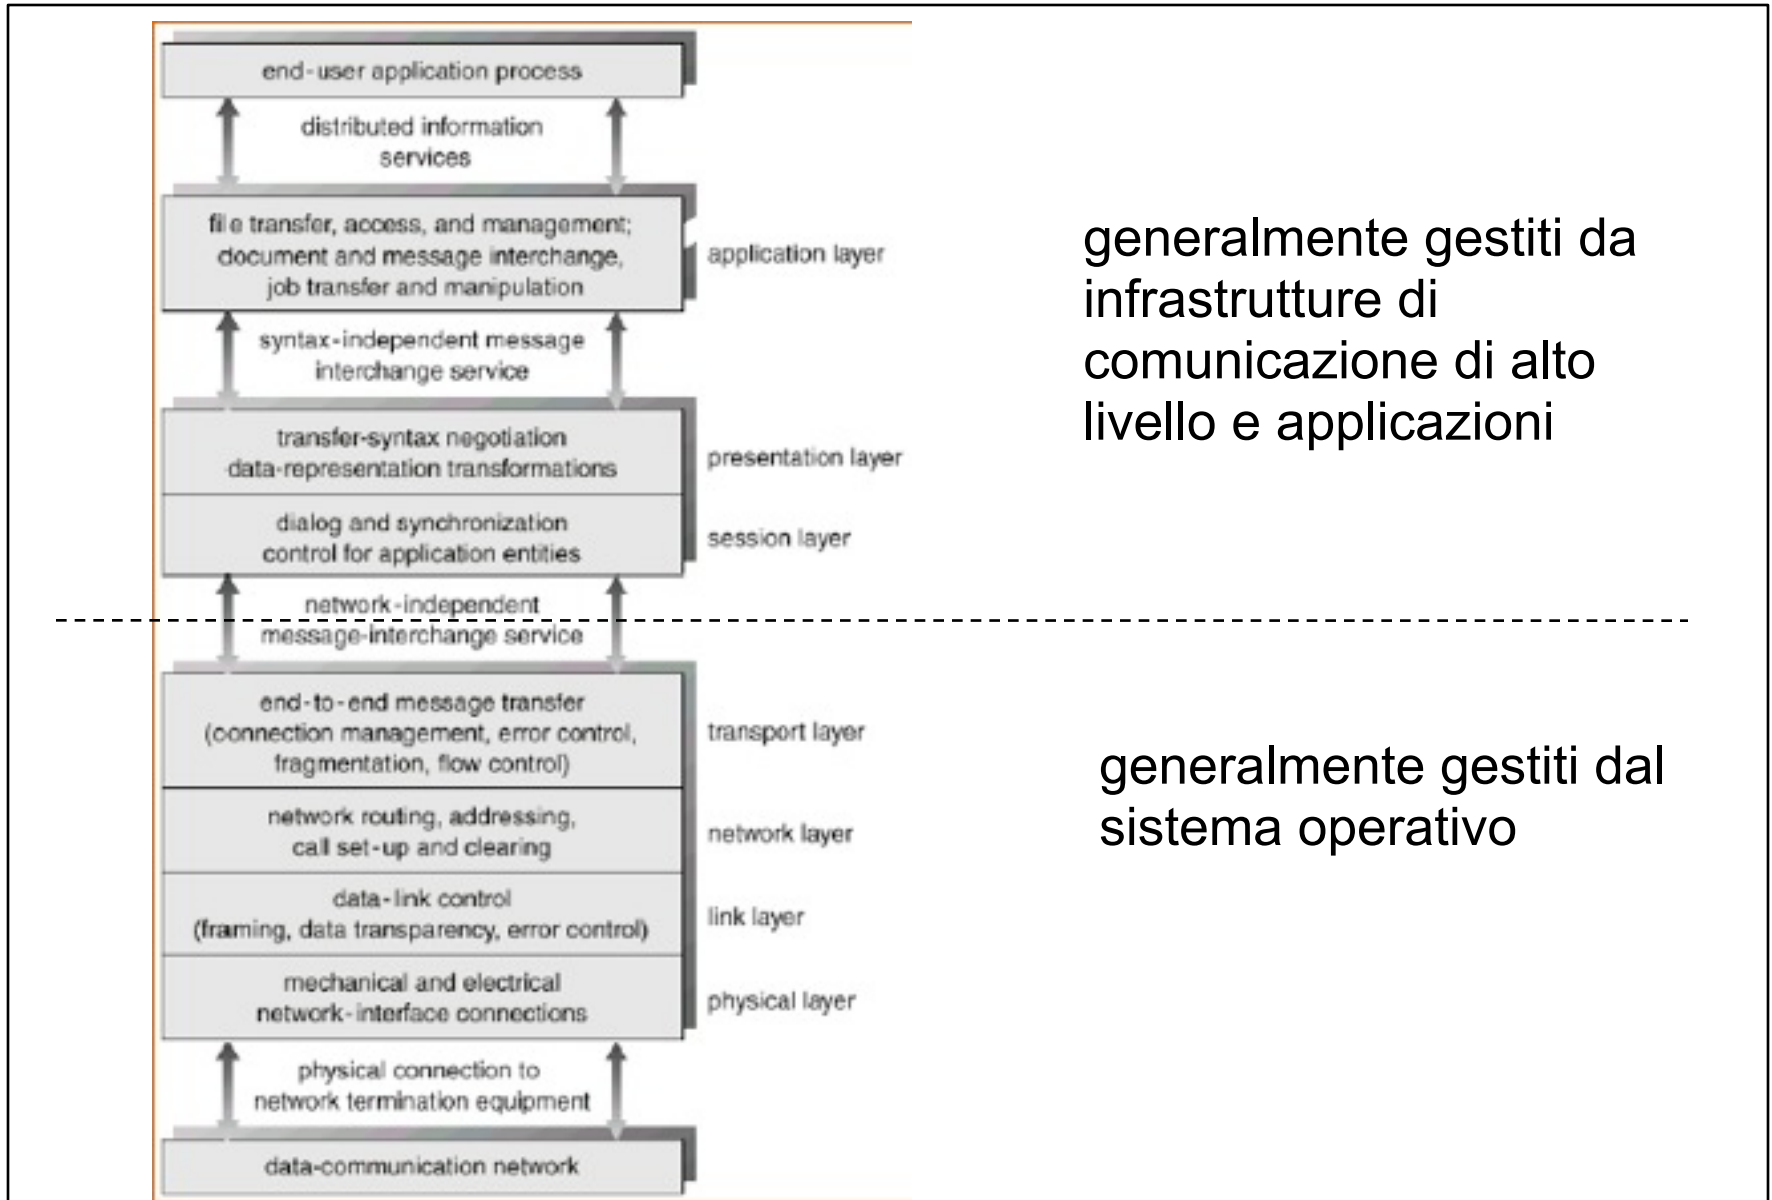 end-user application process
distributed information
services
file transfer, access, and management;
document and message interchange,
job transfer and manipulation
application layer
generalmente gestiti da
infrastrutture di
comunicazione di alto
livello e applicazioni
syntax-independent message
interchange service
transfer-syntax negotiation
data-representation transformations
presentation layer
dialog and synchronization
control for application entities
session layer
network-independent
message-interchange service
end-to-end message transfer
(connection management, error control,
fragmentation, flow control)
transport layer
generalmente gestiti dal
sistema operativo
network routing, addressing,
call set-up and clearing
network layer
data-link control
(framing, data transparency, error control)
link layer
mechanical and electrical
network-interface connections
physical layer
physical connection to
network termination equipment
data-communication network